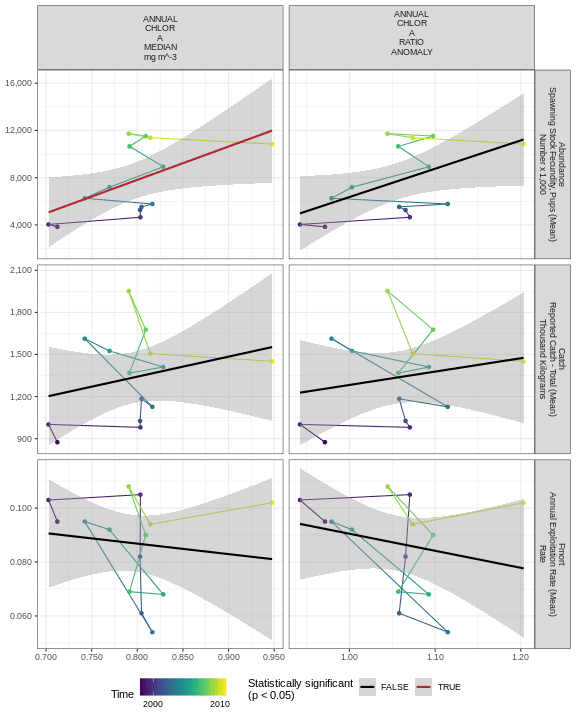 ANNUAL
CHLOR
A
MEDIAN
mg m^-3
ANNUAL
CHLOR
A
RATIO
ANOMALY
16,000
12,000
8,000
4,000
Abundance
Spawning Stock Fecundity, Pups (Mean)
Number x 1,000
2,100
1,800
1,500
1,200
900
Catch
Reported Catch - Total (Mean)
Thousand Kilograms
0.100
0.080
0.060
Fmort
Annual Exploitation Rate (Mean)
Rate
0.700
0.750
0.800
0.850
0.900
0.950
1.00
1.10
1.20
Time
2000
2010
Statistically significant
(p < 0.05)
FALSE
TRUE